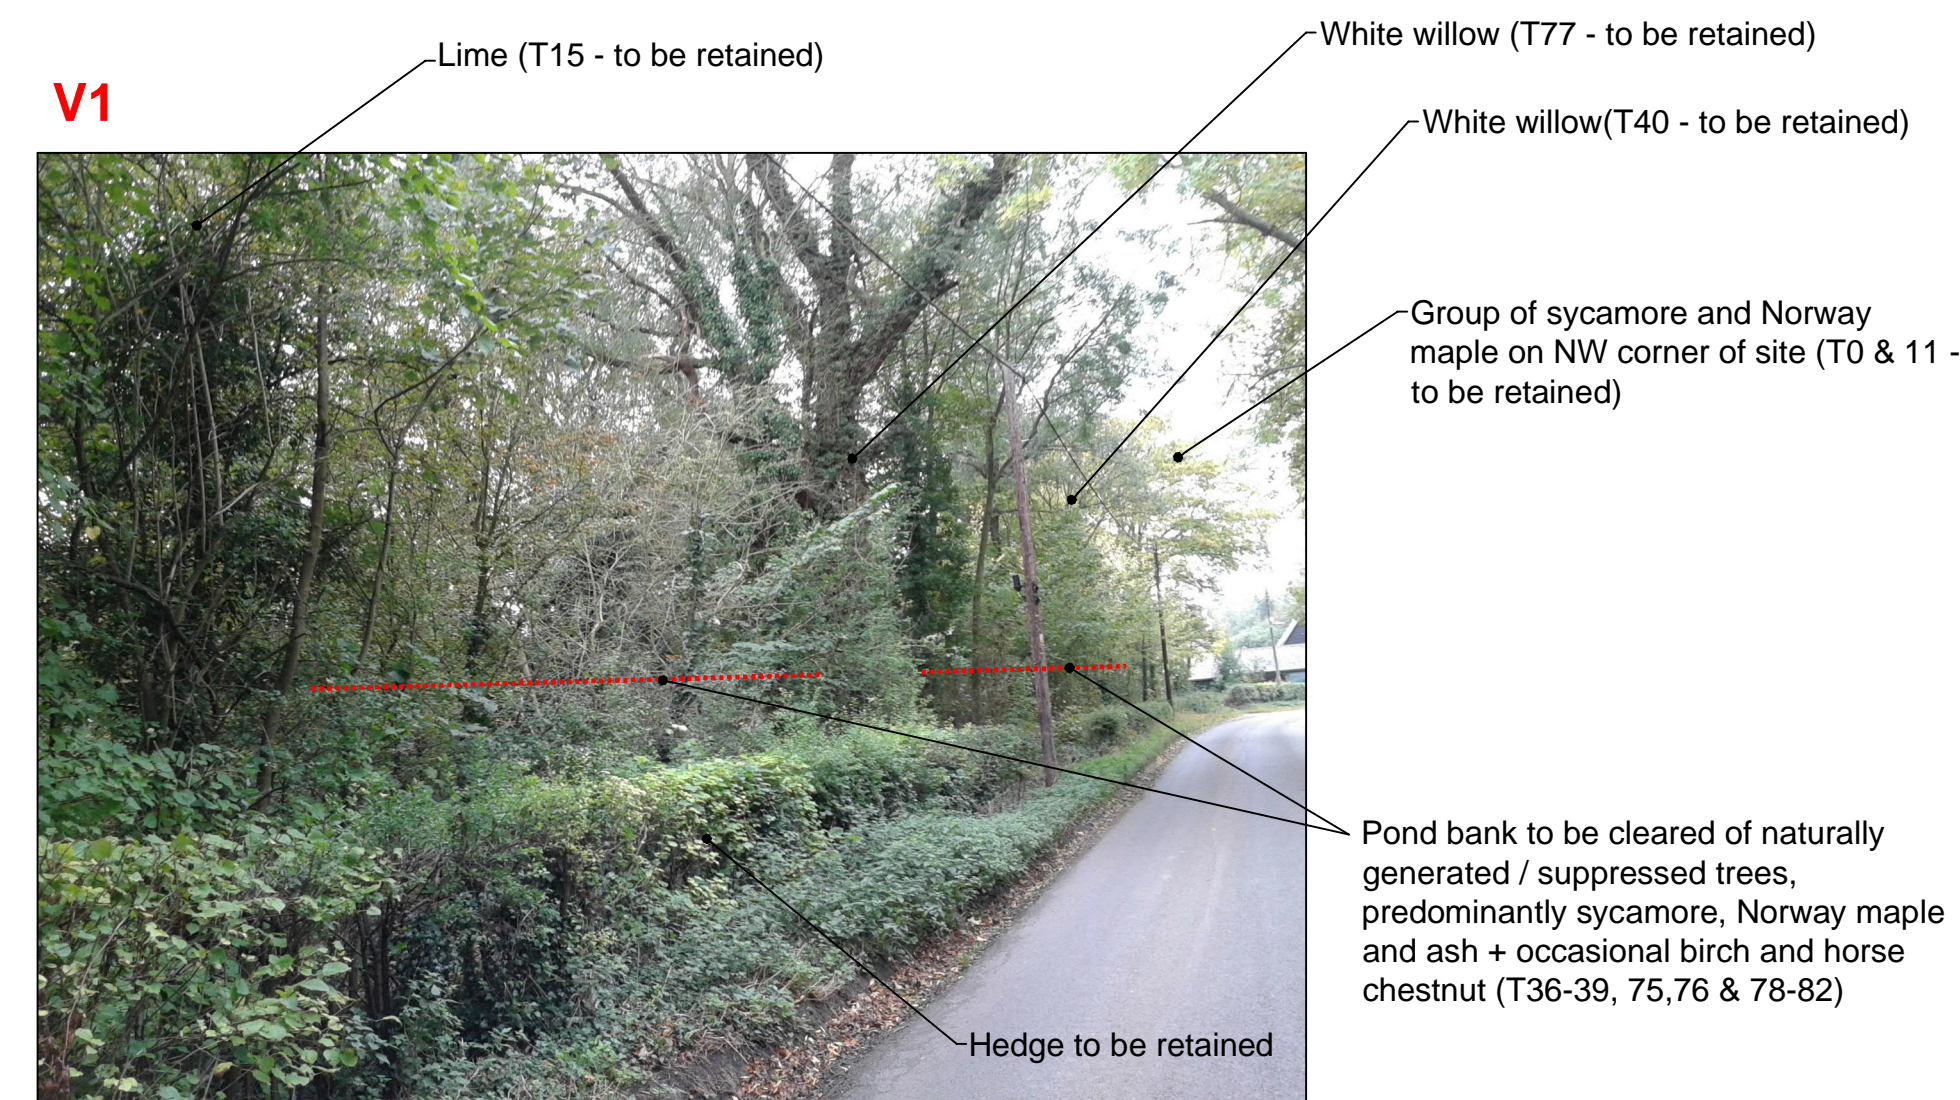 Lime (T15 - to be retained)
White willow (T77 - to be retained)
V1
White willow(T40 - to be retained)
Group of sycamore and Norway
maple on NW corner of site (T0 & 11 -
to be retained)
Pond bank to be cleared of naturally
generated / suppressed trees,
predominantly sycamore, Norway maple
and ash + occasional birch and horse
chestnut (T36-39, 75,76 & 78-82)
Hedge to be retained